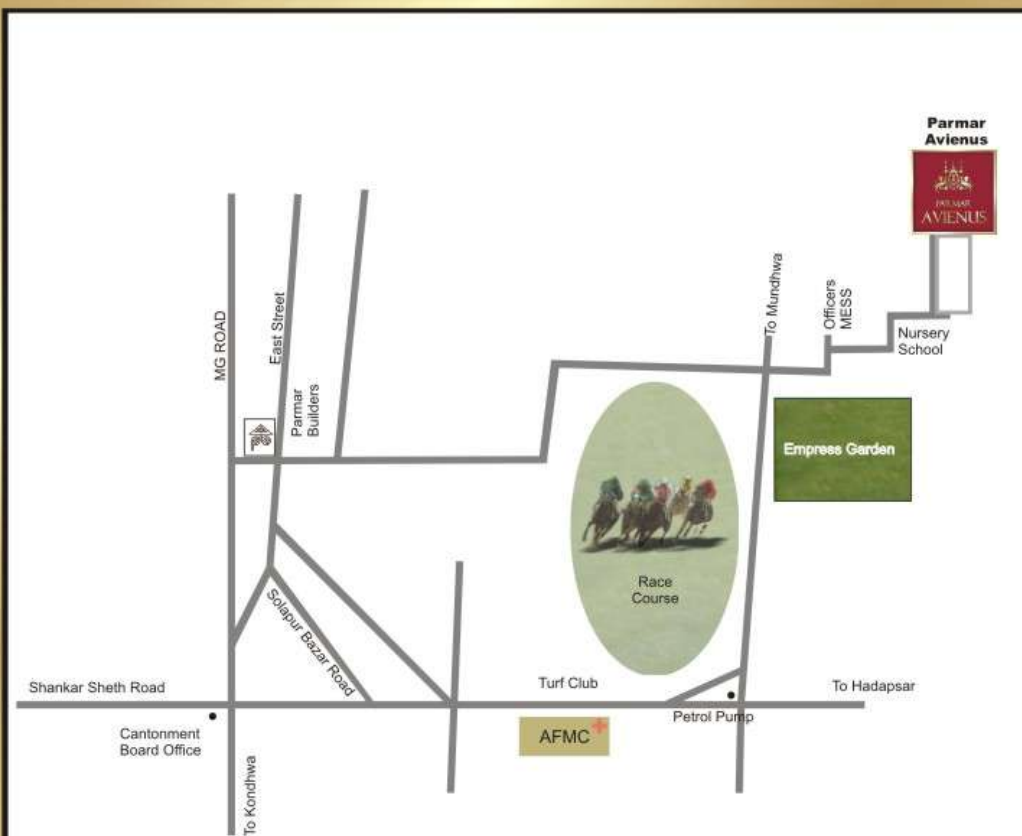 Parmar
Avienus
PARMAR
AVIENUS
To Mundhwa
Officers
MESS
Nursery
School
MG ROAD
East Street
Parmar
Builders
Empress Garden
Race
Course
Solapur Bazar Road
Shankar Sheth Road
Turf Club
To Hadapsar
Petrol Pump
Cantonment
Board Office
AFMC
To Kondhwa